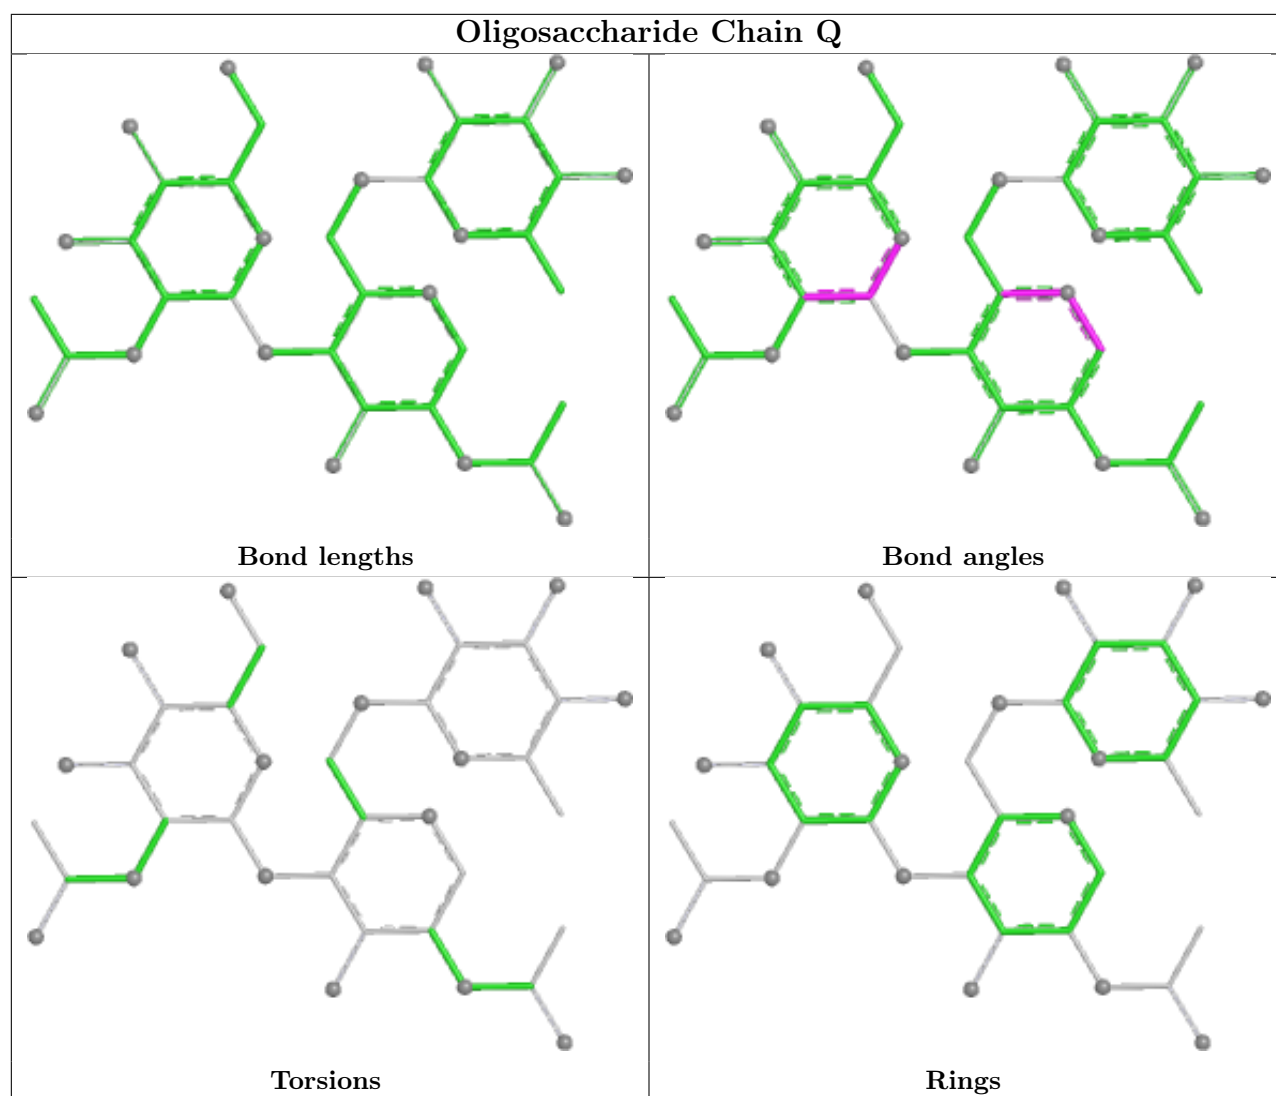 Oligosaccharide Chain Q
Bond lengths
Bond angles
Torsions
Rings